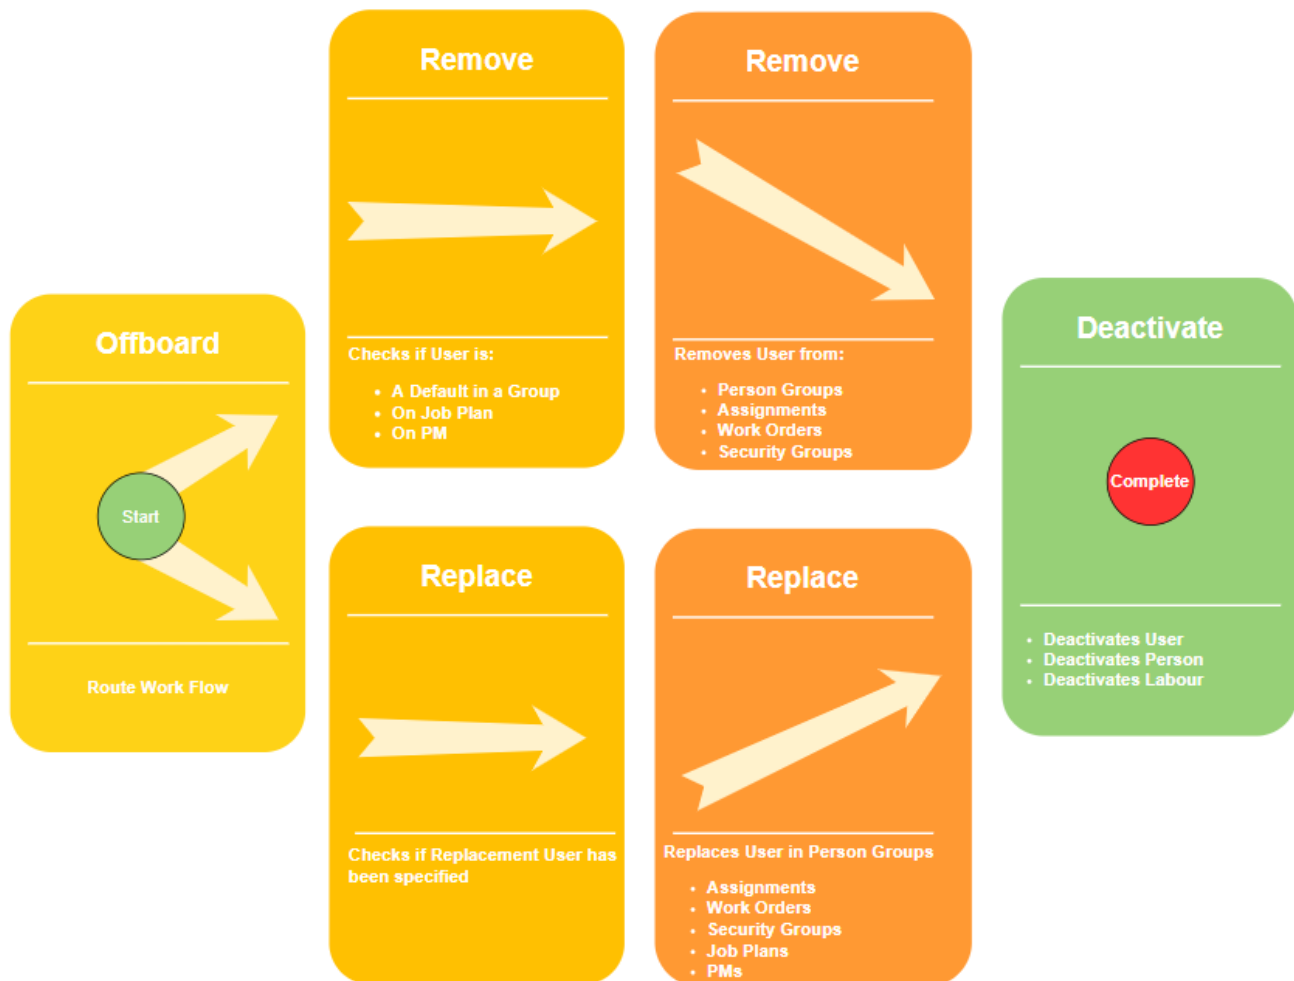 Offboard
Start
Route Work Flow
Remove
Checks if User is:
• A Default in a Group
• On Job Plan
• On PM
Remove
Removes User from:
• Person Groups
• Assignments
• Work Orders
• Security Groups
Replace
Checks if Replacement User has
been specified
Replace
Replaces User in Person Groups
• Assignments
• Work Orders
• Security Groups
• Job Plans
• PMs
Deactivate
Complete
• Deactivates User
• Deactivates Person
• Deactivates Labour